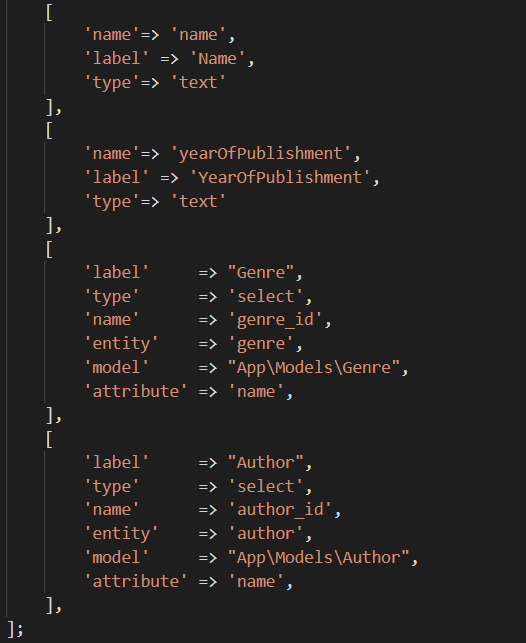 [
'name'=> 'name',
'label' => 'Name',
'type'=> 'text'
],
[
'name'=> 'yearOfPublishment',
'label' => 'YearOfPublishment',
'type'=> 'text'
],
[
'label'     => "Genre",
'type'      => 'select',
'name'      => 'genre_id',
'entity'    => 'genre',
'model'     => "App\Models\Genre",
'attribute' => 'name',
],
[
'label'     => "Author",
'type'      => 'select',
'name'      => 'author_id',
'entity'    => 'author',
'model'     => "App\Models\Author",
'attribute' => 'name',
],
];